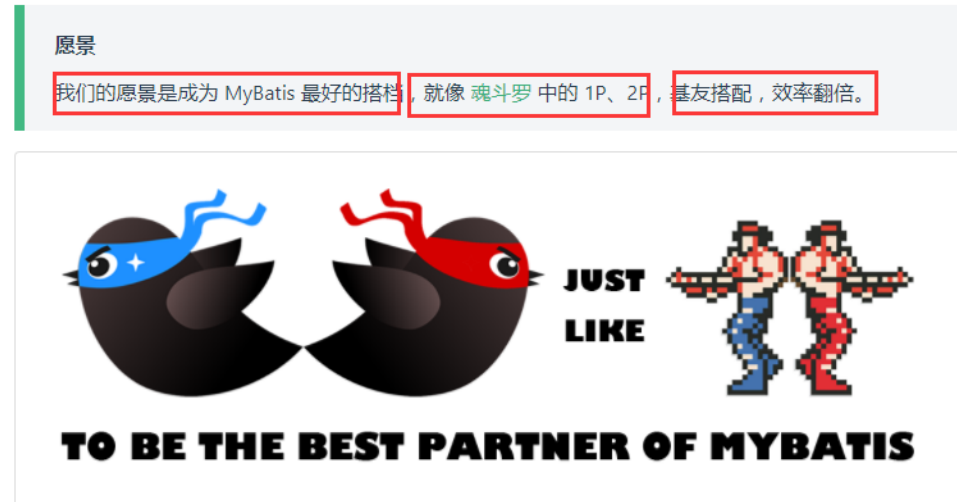 愿景
我们的愿景是成为 MyBatis 最好的搭档，就像 魂斗罗 中的 1P、2P，基友搭配，效率翻倍。
JUST
LIKE
TO BE THE BEST PARTNER OF MYBATIS